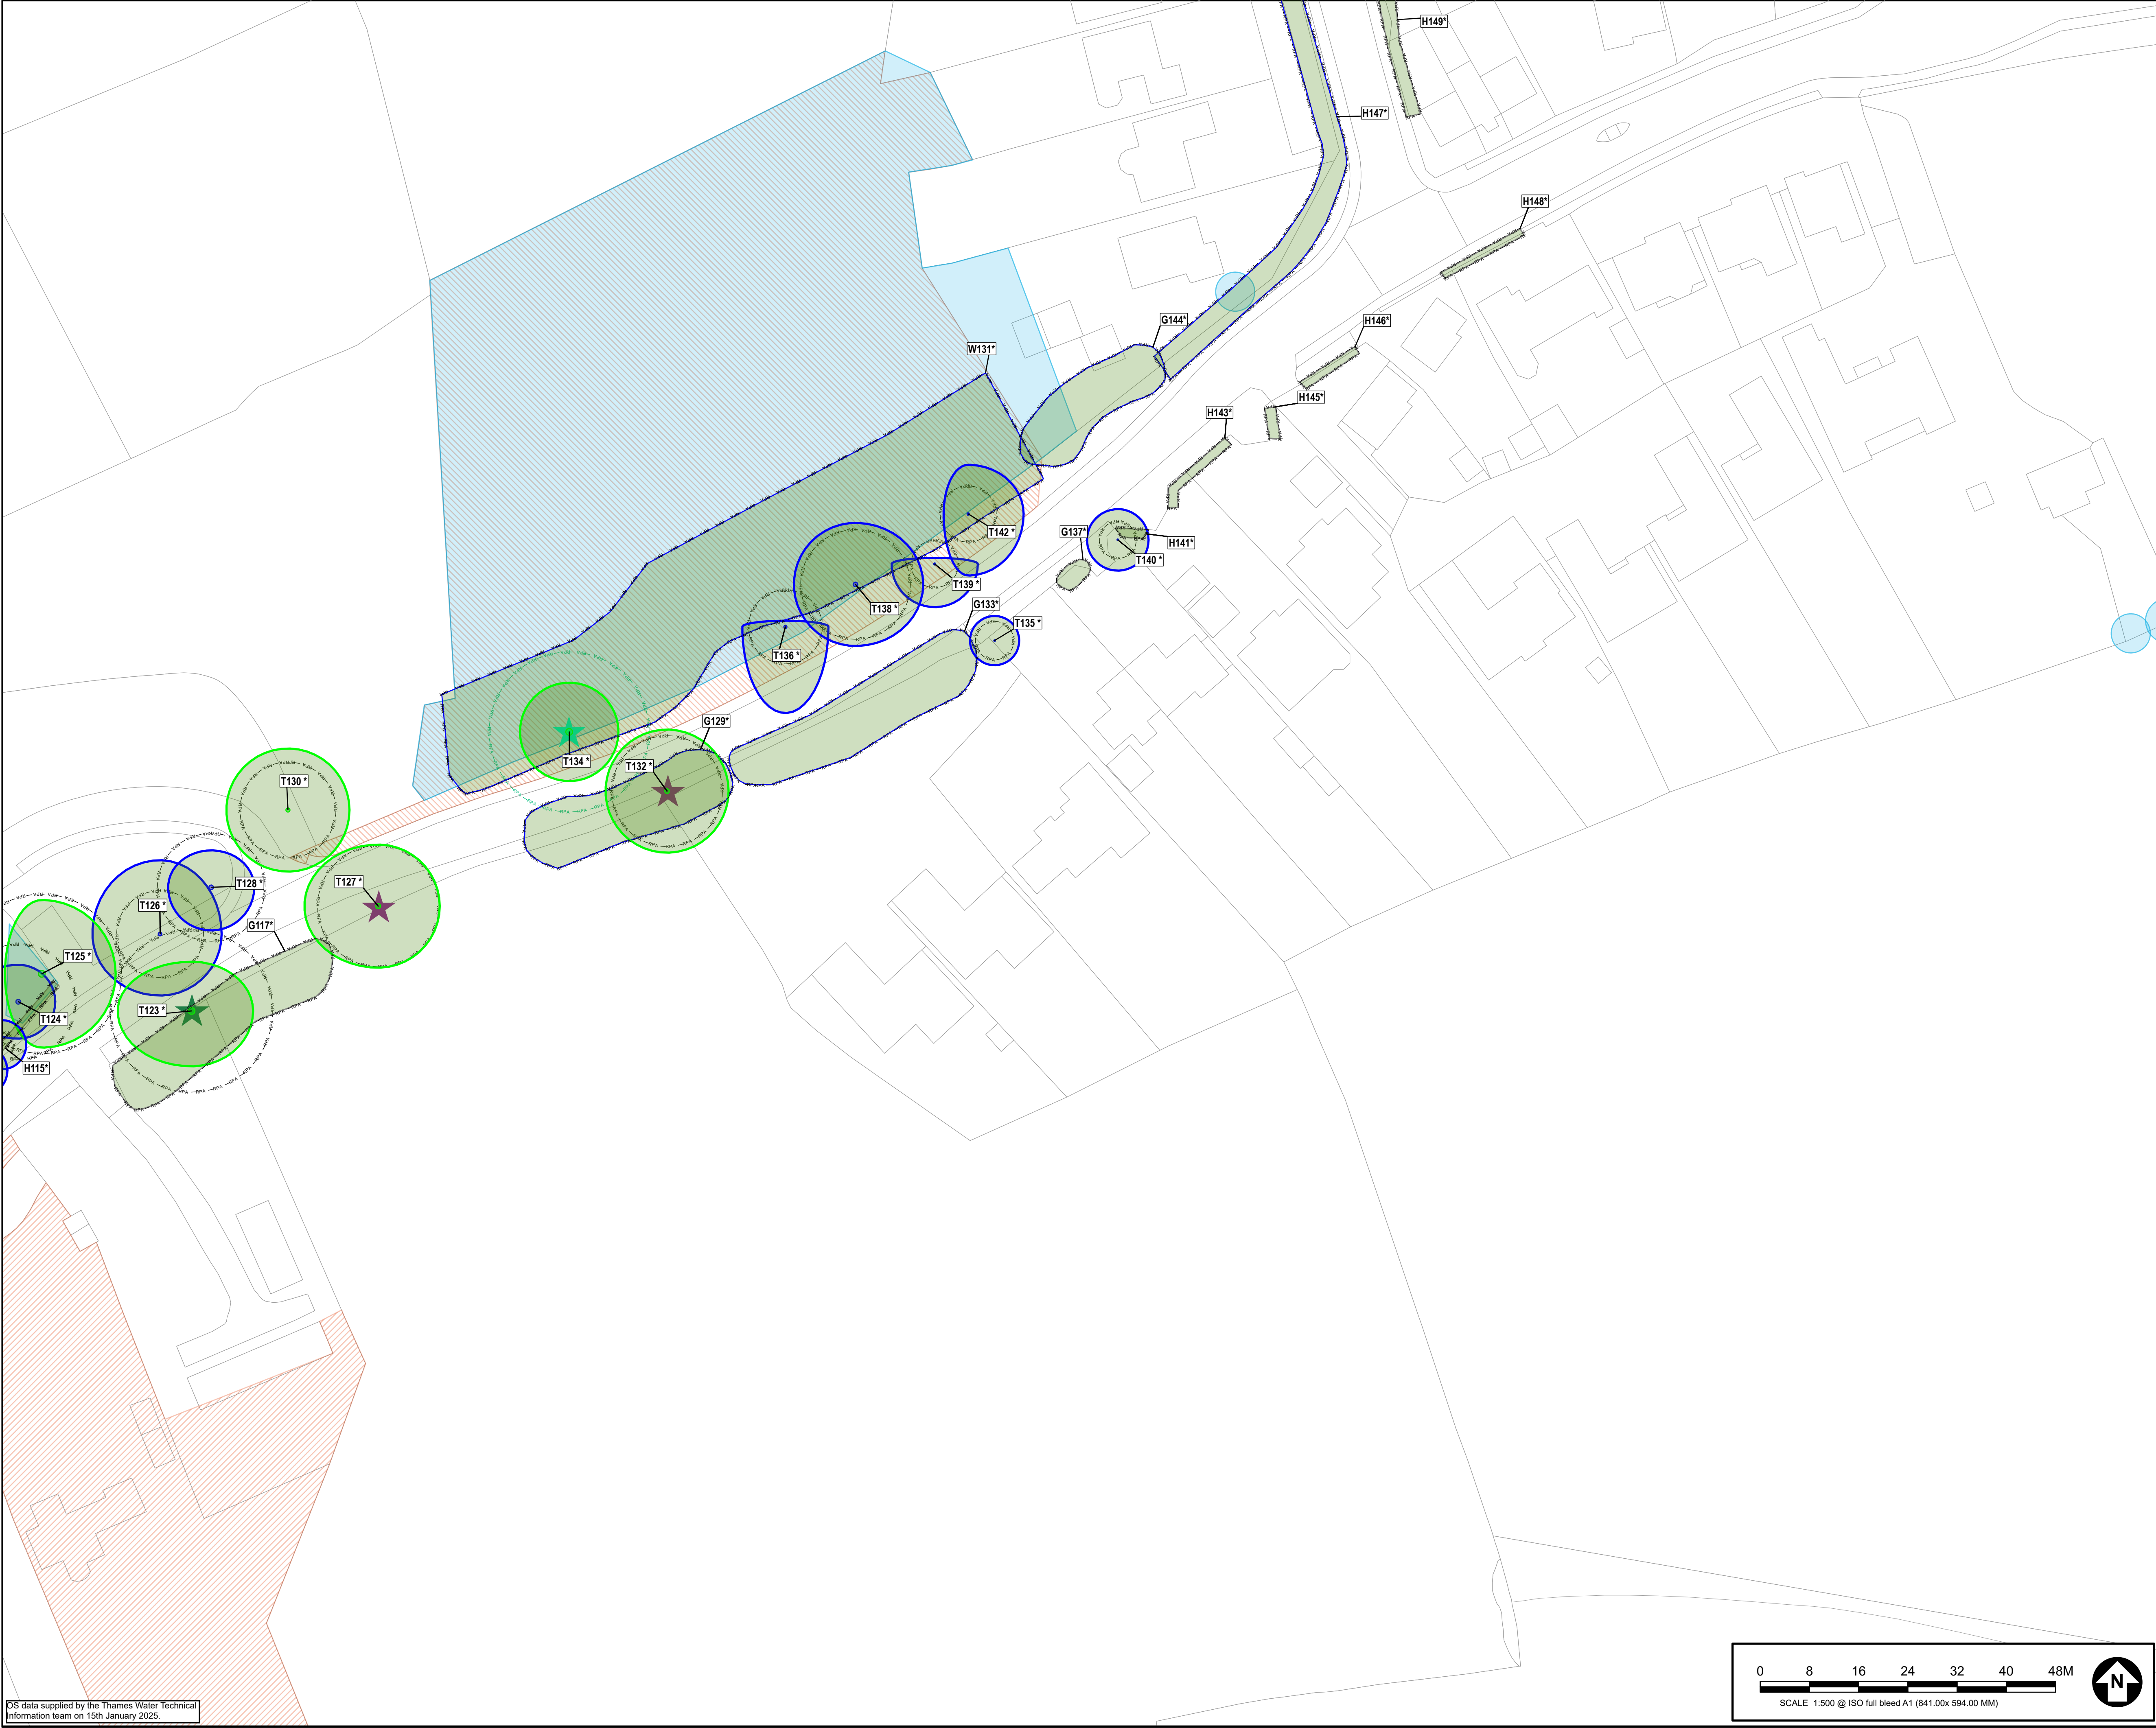 H149*
H147*
H148*
G144*
H146*
W131*
H145*
H143*
T142 *
G137*
H141*
T140 *
T139 *
T138 *
G133*
T135 *
T136 *
G129*
T134 *
T132 *
T130 *
T128 *
T127 *
T126 *
G117*
T125 *
T123 *
T124 *
H115*
OS data supplied by the Thames Water Technical
Information team on 15th January 2025.
0 8 16 24 32 40 48M
SCALE 1:500 @ ISO full bleed A1 (841.00x 594.00 MM)
N